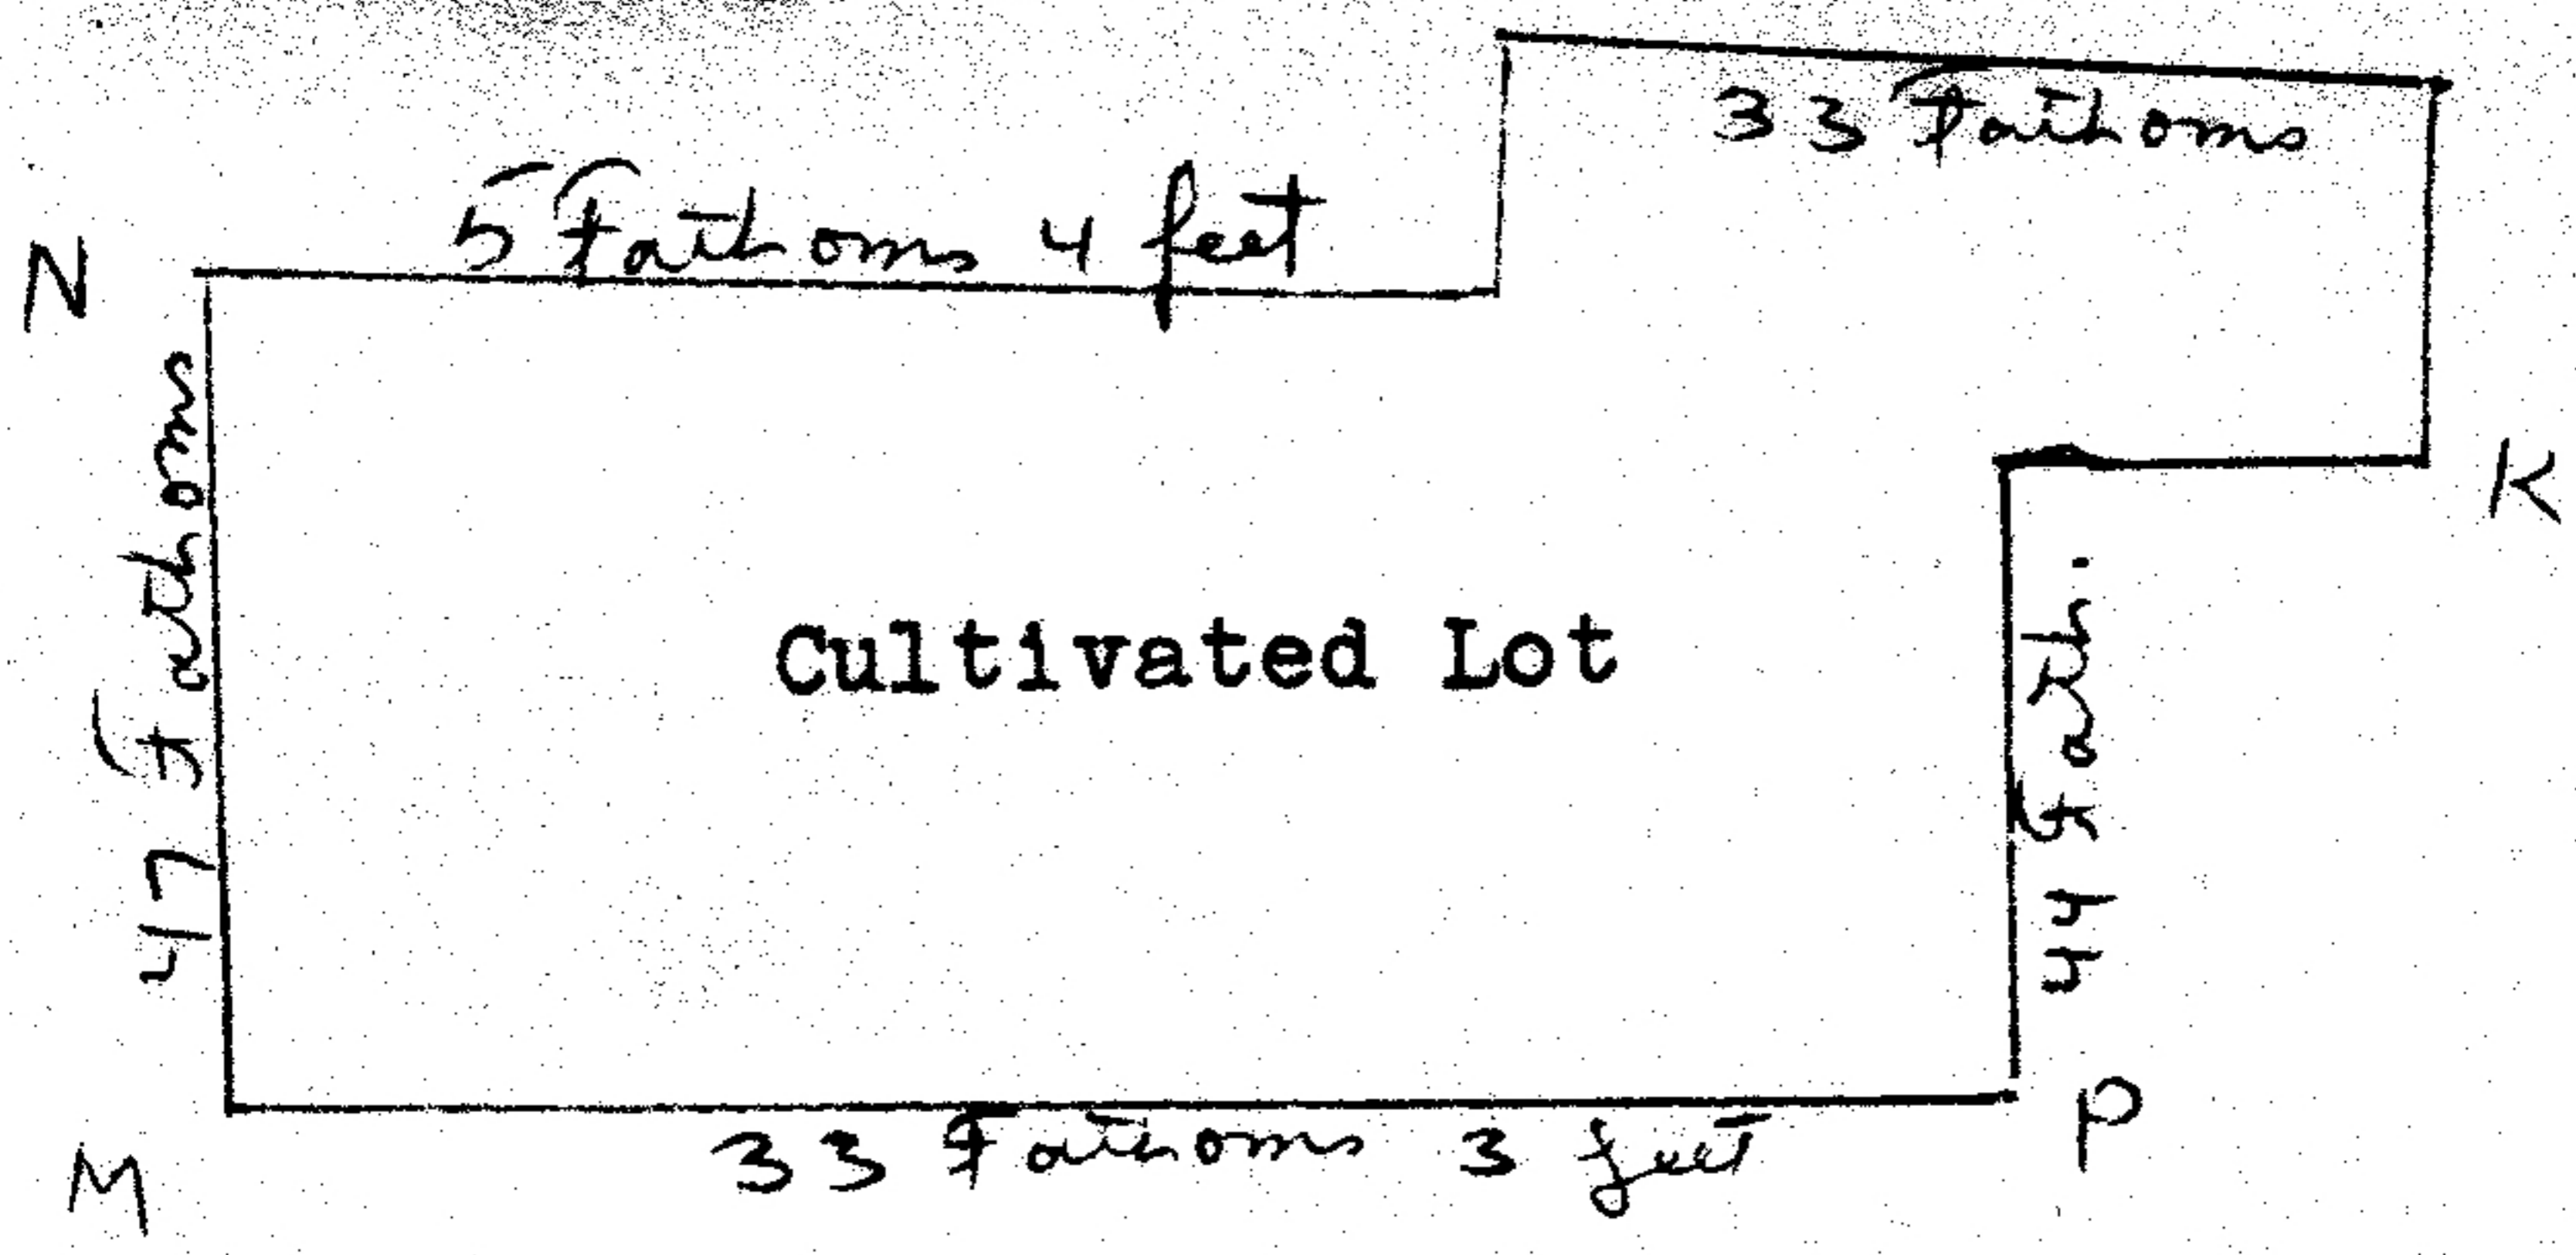 33 Fathoms
5 Fathoms 4 feet
N
K
47 Fathoms
Cultivated Lot
44 Fath.
P
33 Fathoms 3 feet
M